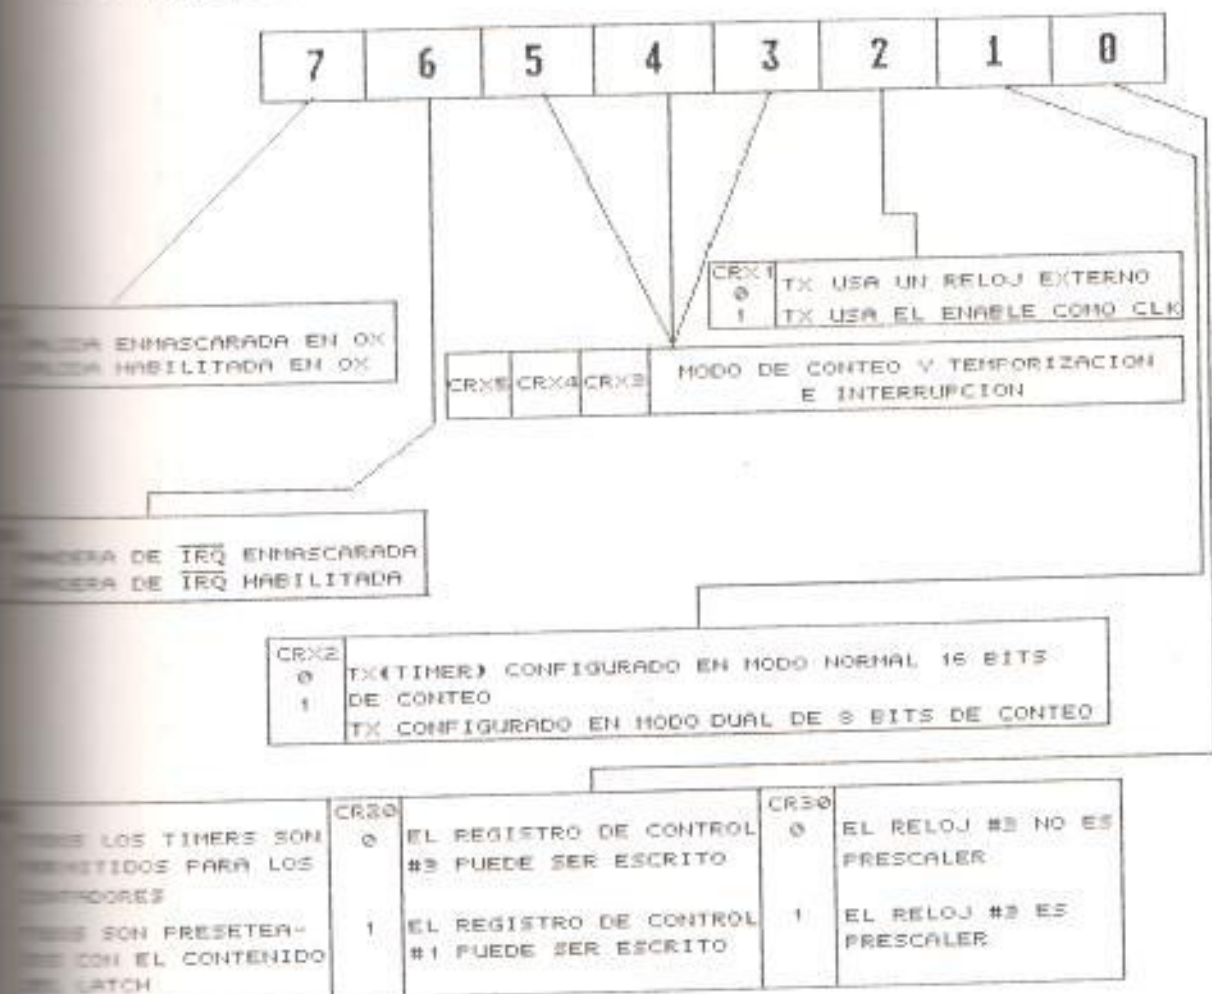 7 6 5 4 3 2 1 0
CRX1
0 TX USA UN RELOJ EXTERNO
1 TX USA EL ENABLE COMO CLK
ENMASCARADA EN OX
HABILITADA EN OX
CRX5 CRX4 CRX3 MODO DE CONTEO Y TEMPORIZACION
E INTERRUPCION
DE IRQ ENMASCARADA
DE IRQ HABILITADA
CRX2
0 TX(TIMER) CONFIGURADO EN MODO NORMAL 16 BITS
1 DE CONTEO
TX CONFIGURADO EN MODO DUAL DE 8 BITS DE CONTEO
LOS TIMERS SON
PARA LOS
SON PRESETEA-
CON EL CONTENIDO
LATCH
CR20
0 EL REGISTRO DE CONTROL
#3 PUEDE SER ESCRITO
1 EL REGISTRO DE CONTROL
#1 PUEDE SER ESCRITO
CR30
0 EL RELOJ #3 NO ES
PRESCALER
1 EL RELOJ #3 ES
PRESCALER